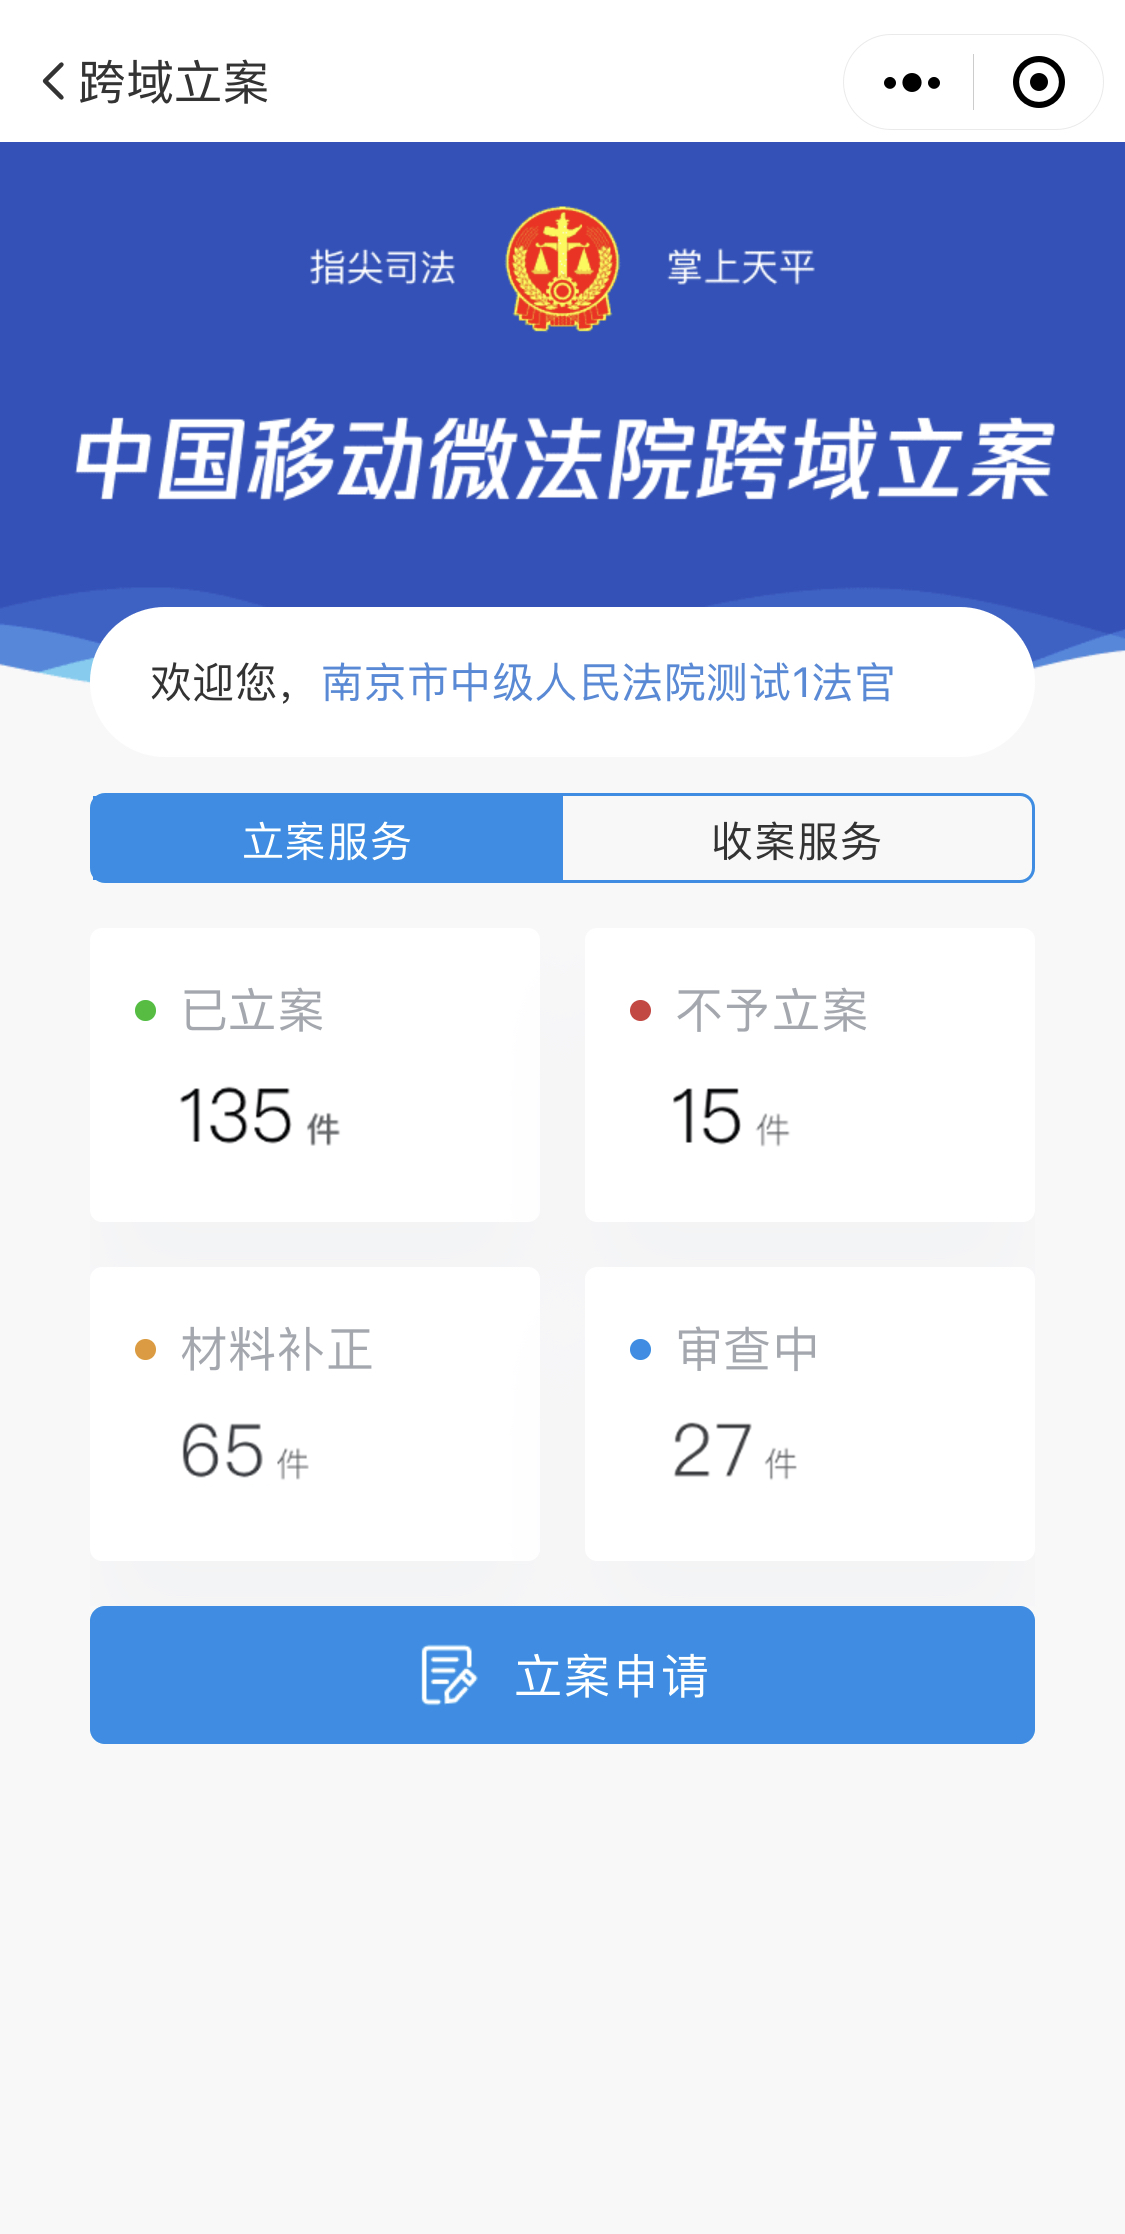 跨域立案
指尖司法 掌上天平
中国移动微法院跨域立案
欢迎您，南京市中级人民法院测试1法官
立案服务 收案服务
已立案 不予立案
135 件 15 件
材料补正 审查中
65 件 27 件
立案申请